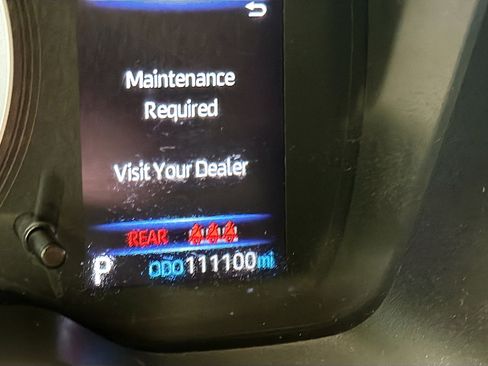 Maintenance
Required
Visit Your Dealer
REAR
P ODO 111100 mi